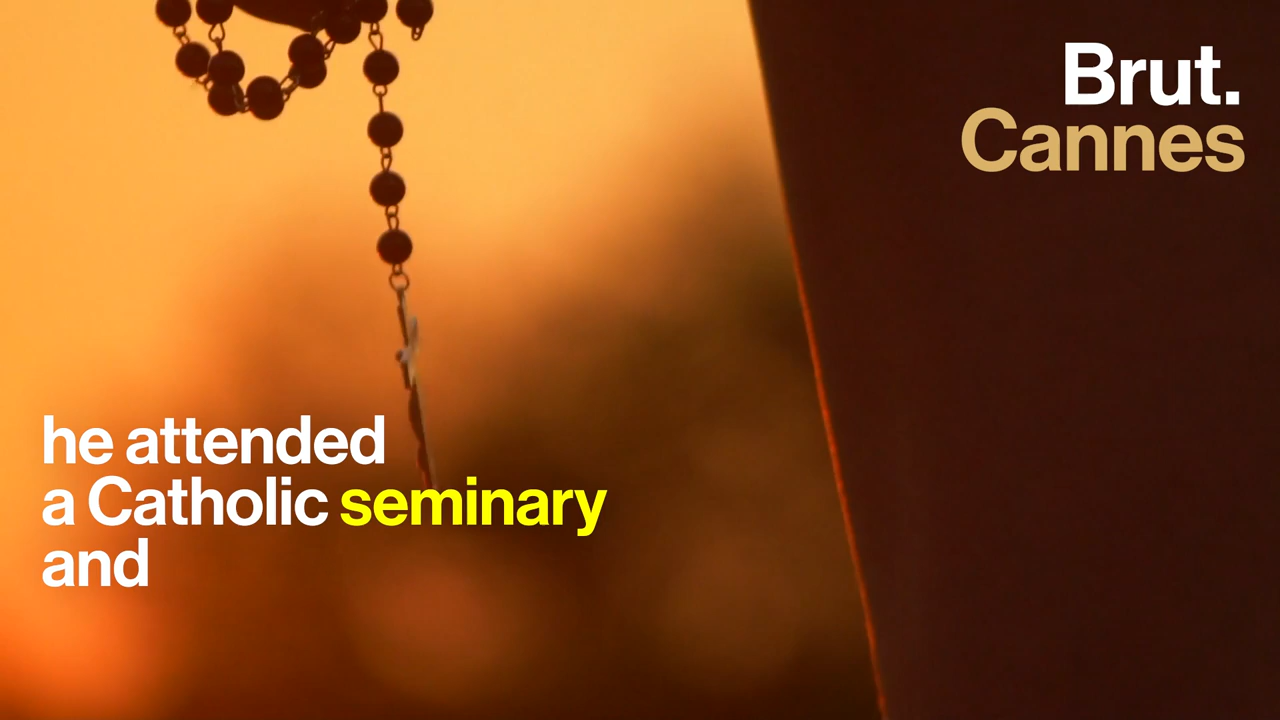 Brut.
Cannes
he attended
a Catholic seminary
and